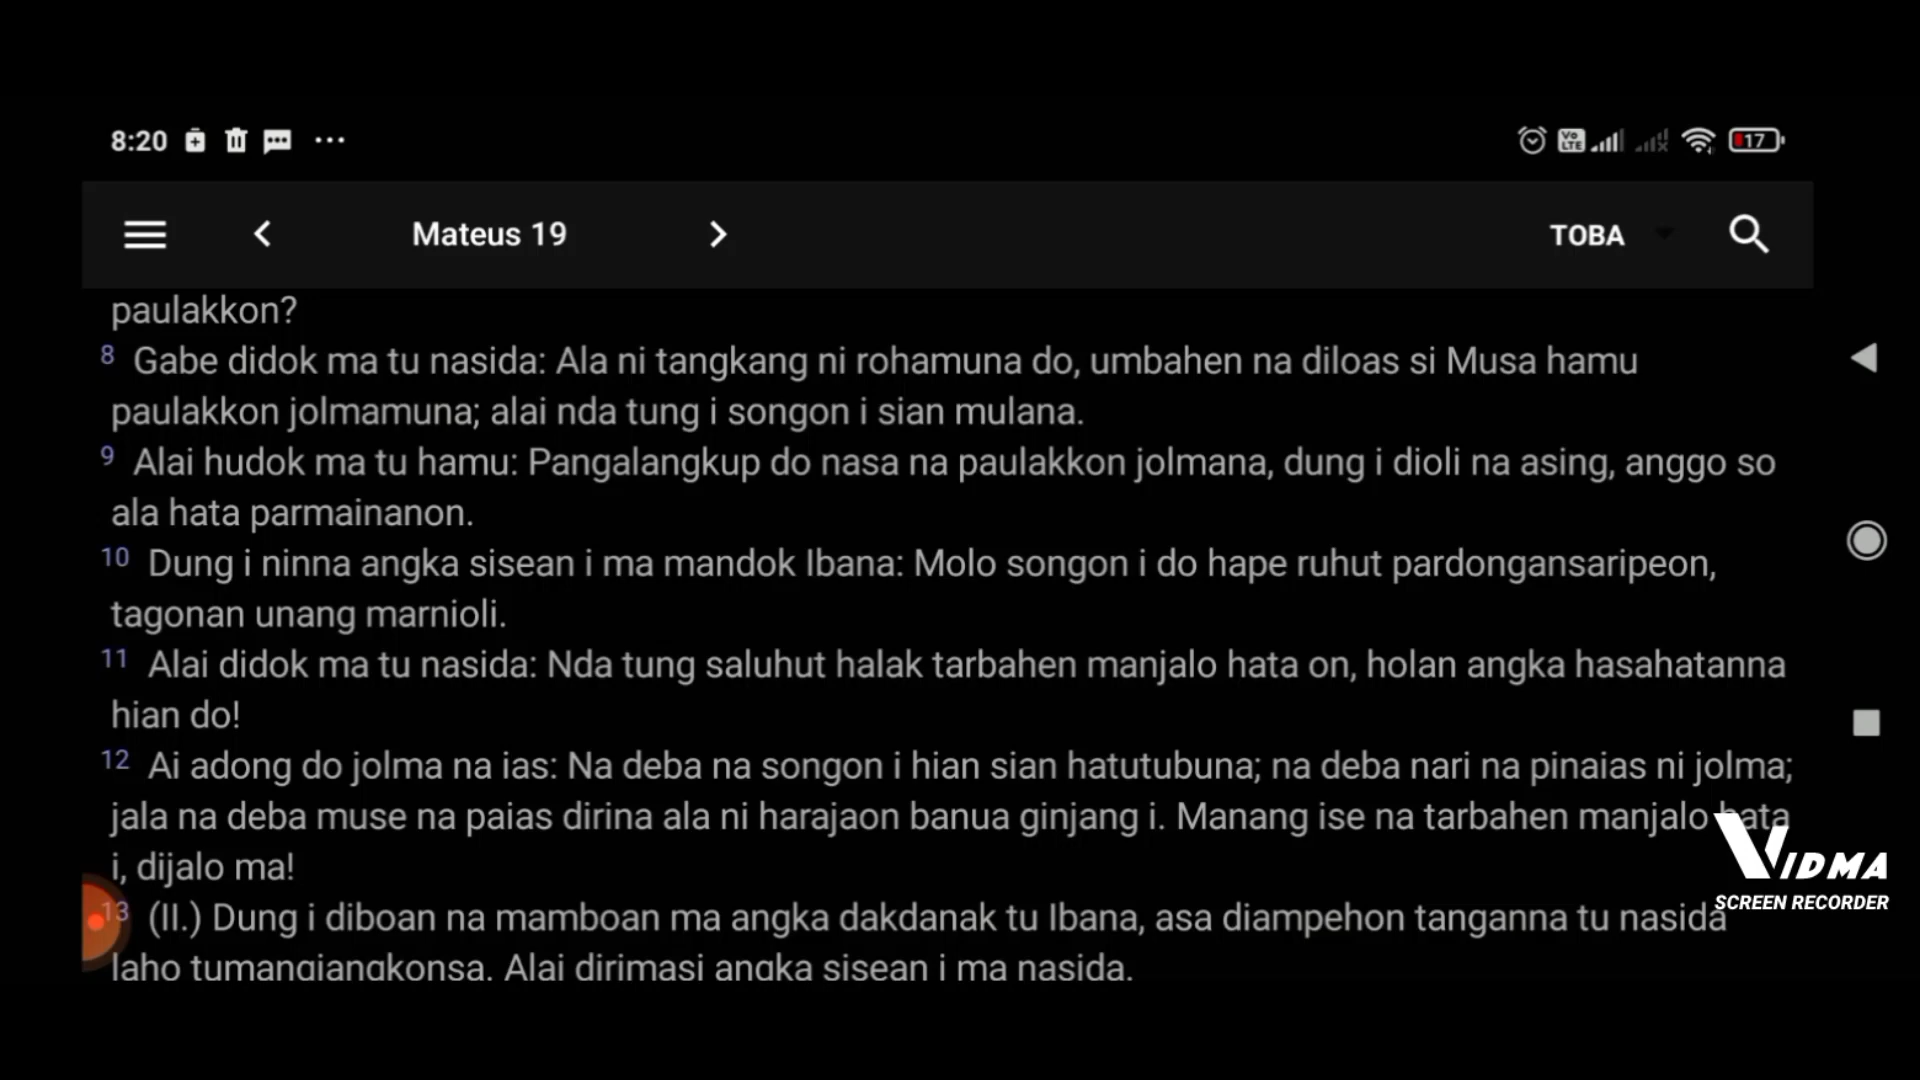 8:20
Vo LTE
17
Mateus 19
TOBA
paulakkon?
8 Gabe didok ma tu nasida: Ala ni tangkang ni rohamuna do, umbahen na diloas si Musa hamu
paulakkon jolmamuna; alai nda tung i songon i sian mulana.
9 Alai hudok ma tu hamu: Pangalangkup do nasa na paulakkon jolmana, dung i dioli na asing, anggo so
ala hata parmainanon.
10 Dung i ninna angka sisean i ma mandok Ibana: Molo songon i do hape ruhut pardongansaripeon,
tagonan unang marnioli.
11 Alai didok ma tu nasida: Nda tung saluhut halak tarbahen manjalo hata on, holan angka hasahatanna
hian do!
12 Ai adong do jolma na ias: Na deba na songon i hian sian hatutubuna; na deba nari na pinaias ni jolma;
jala na deba muse na paias dirina ala ni harajaon banua ginjang i. Manang ise na tarbahen manjalo hata
i, dijalo ma!
13 (II.) Dung i diboan na mamboan ma angka dakdanak tu Ibana, asa diampehon tanganna tu nasida
laho tumangiangkonsa. Alai dirimasi angka sisean i ma nasida.
VIDMA
SCREEN RECORDER